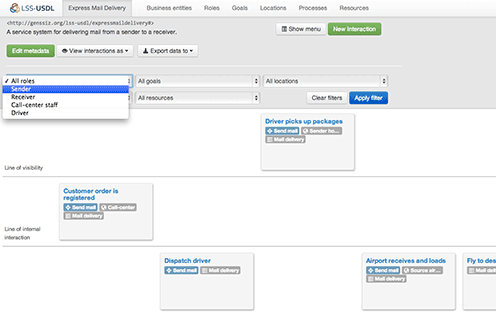 LSS-USDL Express Mail Delivery Business entities Roles Goals Locations Processes Resources
<http://genssiz.org/lss-usdl/expressmaildelivery#>
A service system for delivering mail from a sender to a receiver.
Show menu New Interaction
Edit metadata View interactions as Export data to
✓ All roles All goals All locations
Sender
Receiver All resources Clear filters Apply filter
Call-center staff
Driver
Driver picks up packages
Send mail Sender ho...
Mail delivery
Line of visibility
Customer order is
registered
Send mail Call-center
Mail delivery
Line of internal
interaction
Dispatch driver Airport receives and loads Fly to des
Send mail Mail delivery Send mail Source air... Send mail
Mail delivery Mail deliv